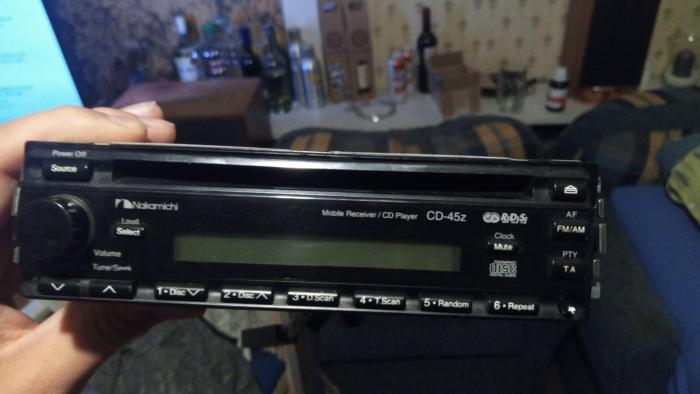 Power Off
Source
Nakamichi
Mobile Receiver / CD Player CD-45z
R.D.S
AF
FM/AM
Loud.
Select
Clock
Mute
Volume
Tune/Seek
disc
PTY
TA
1 • Disc
2 • Disc
3 • D.Scan
4 • T.Scan
5 • Random
6 • Repeat